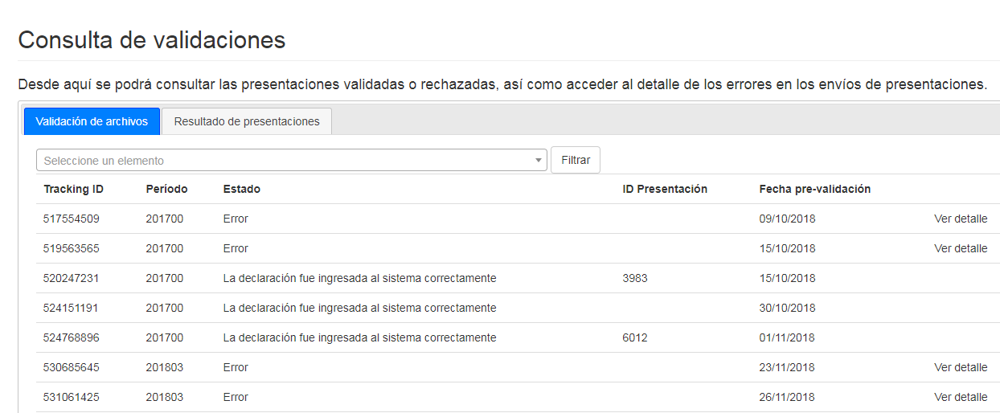 Consulta de validaciones
Desde aquí se podrá consultar las presentaciones validadas o rechazadas, así como acceder al detalle de los errores en los envíos de presentaciones.
Validación de archivos Resultado de presentaciones
Seleccione un elemento Filtrar
Tracking ID Período Estado ID Presentación Fecha pre-validación
517554509 201700 Error 09/10/2018 Ver detalle
519563565 201700 Error 15/10/2018 Ver detalle
520247231 201700 La declaración fue ingresada al sistema correctamente 3983 15/10/2018
524151191 201700 La declaración fue ingresada al sistema correctamente 30/10/2018
524768896 201700 La declaración fue ingresada al sistema correctamente 6012 01/11/2018
530685645 201803 Error 23/11/2018 Ver detalle
531061425 201803 Error 26/11/2018 Ver detalle